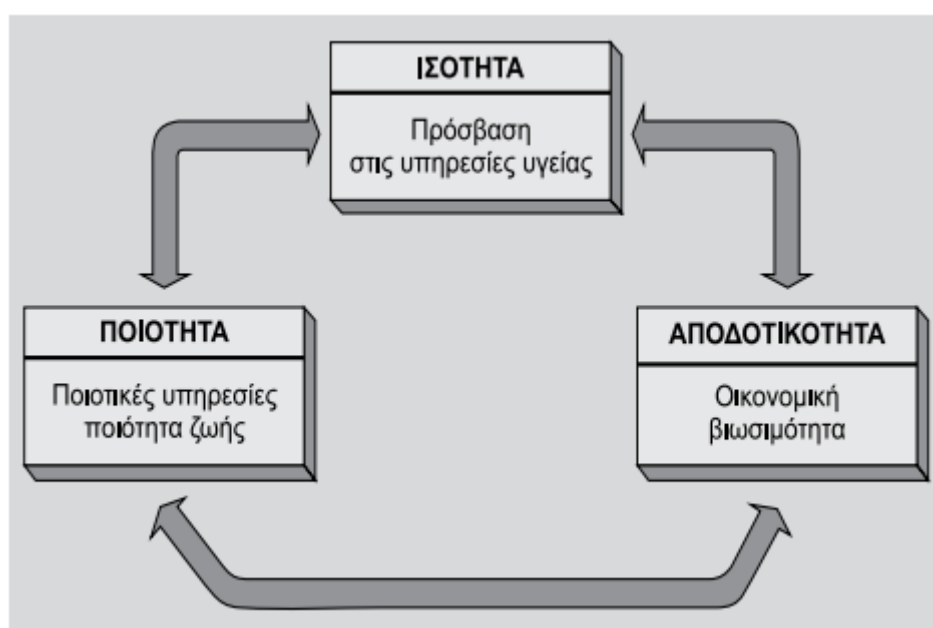 ΙΣΟΤΗΤΑ
Πρόσβαση
στις υπηρεσίες υγείας
ΠΟΙΟΤΗΤΑ
Ποιοτικές υπηρεσίες
ποιότητα ζωής
ΑΠΟΔΟΤΙΚΟΤΗΤΑ
Οικονομική
βιωσιμότητα